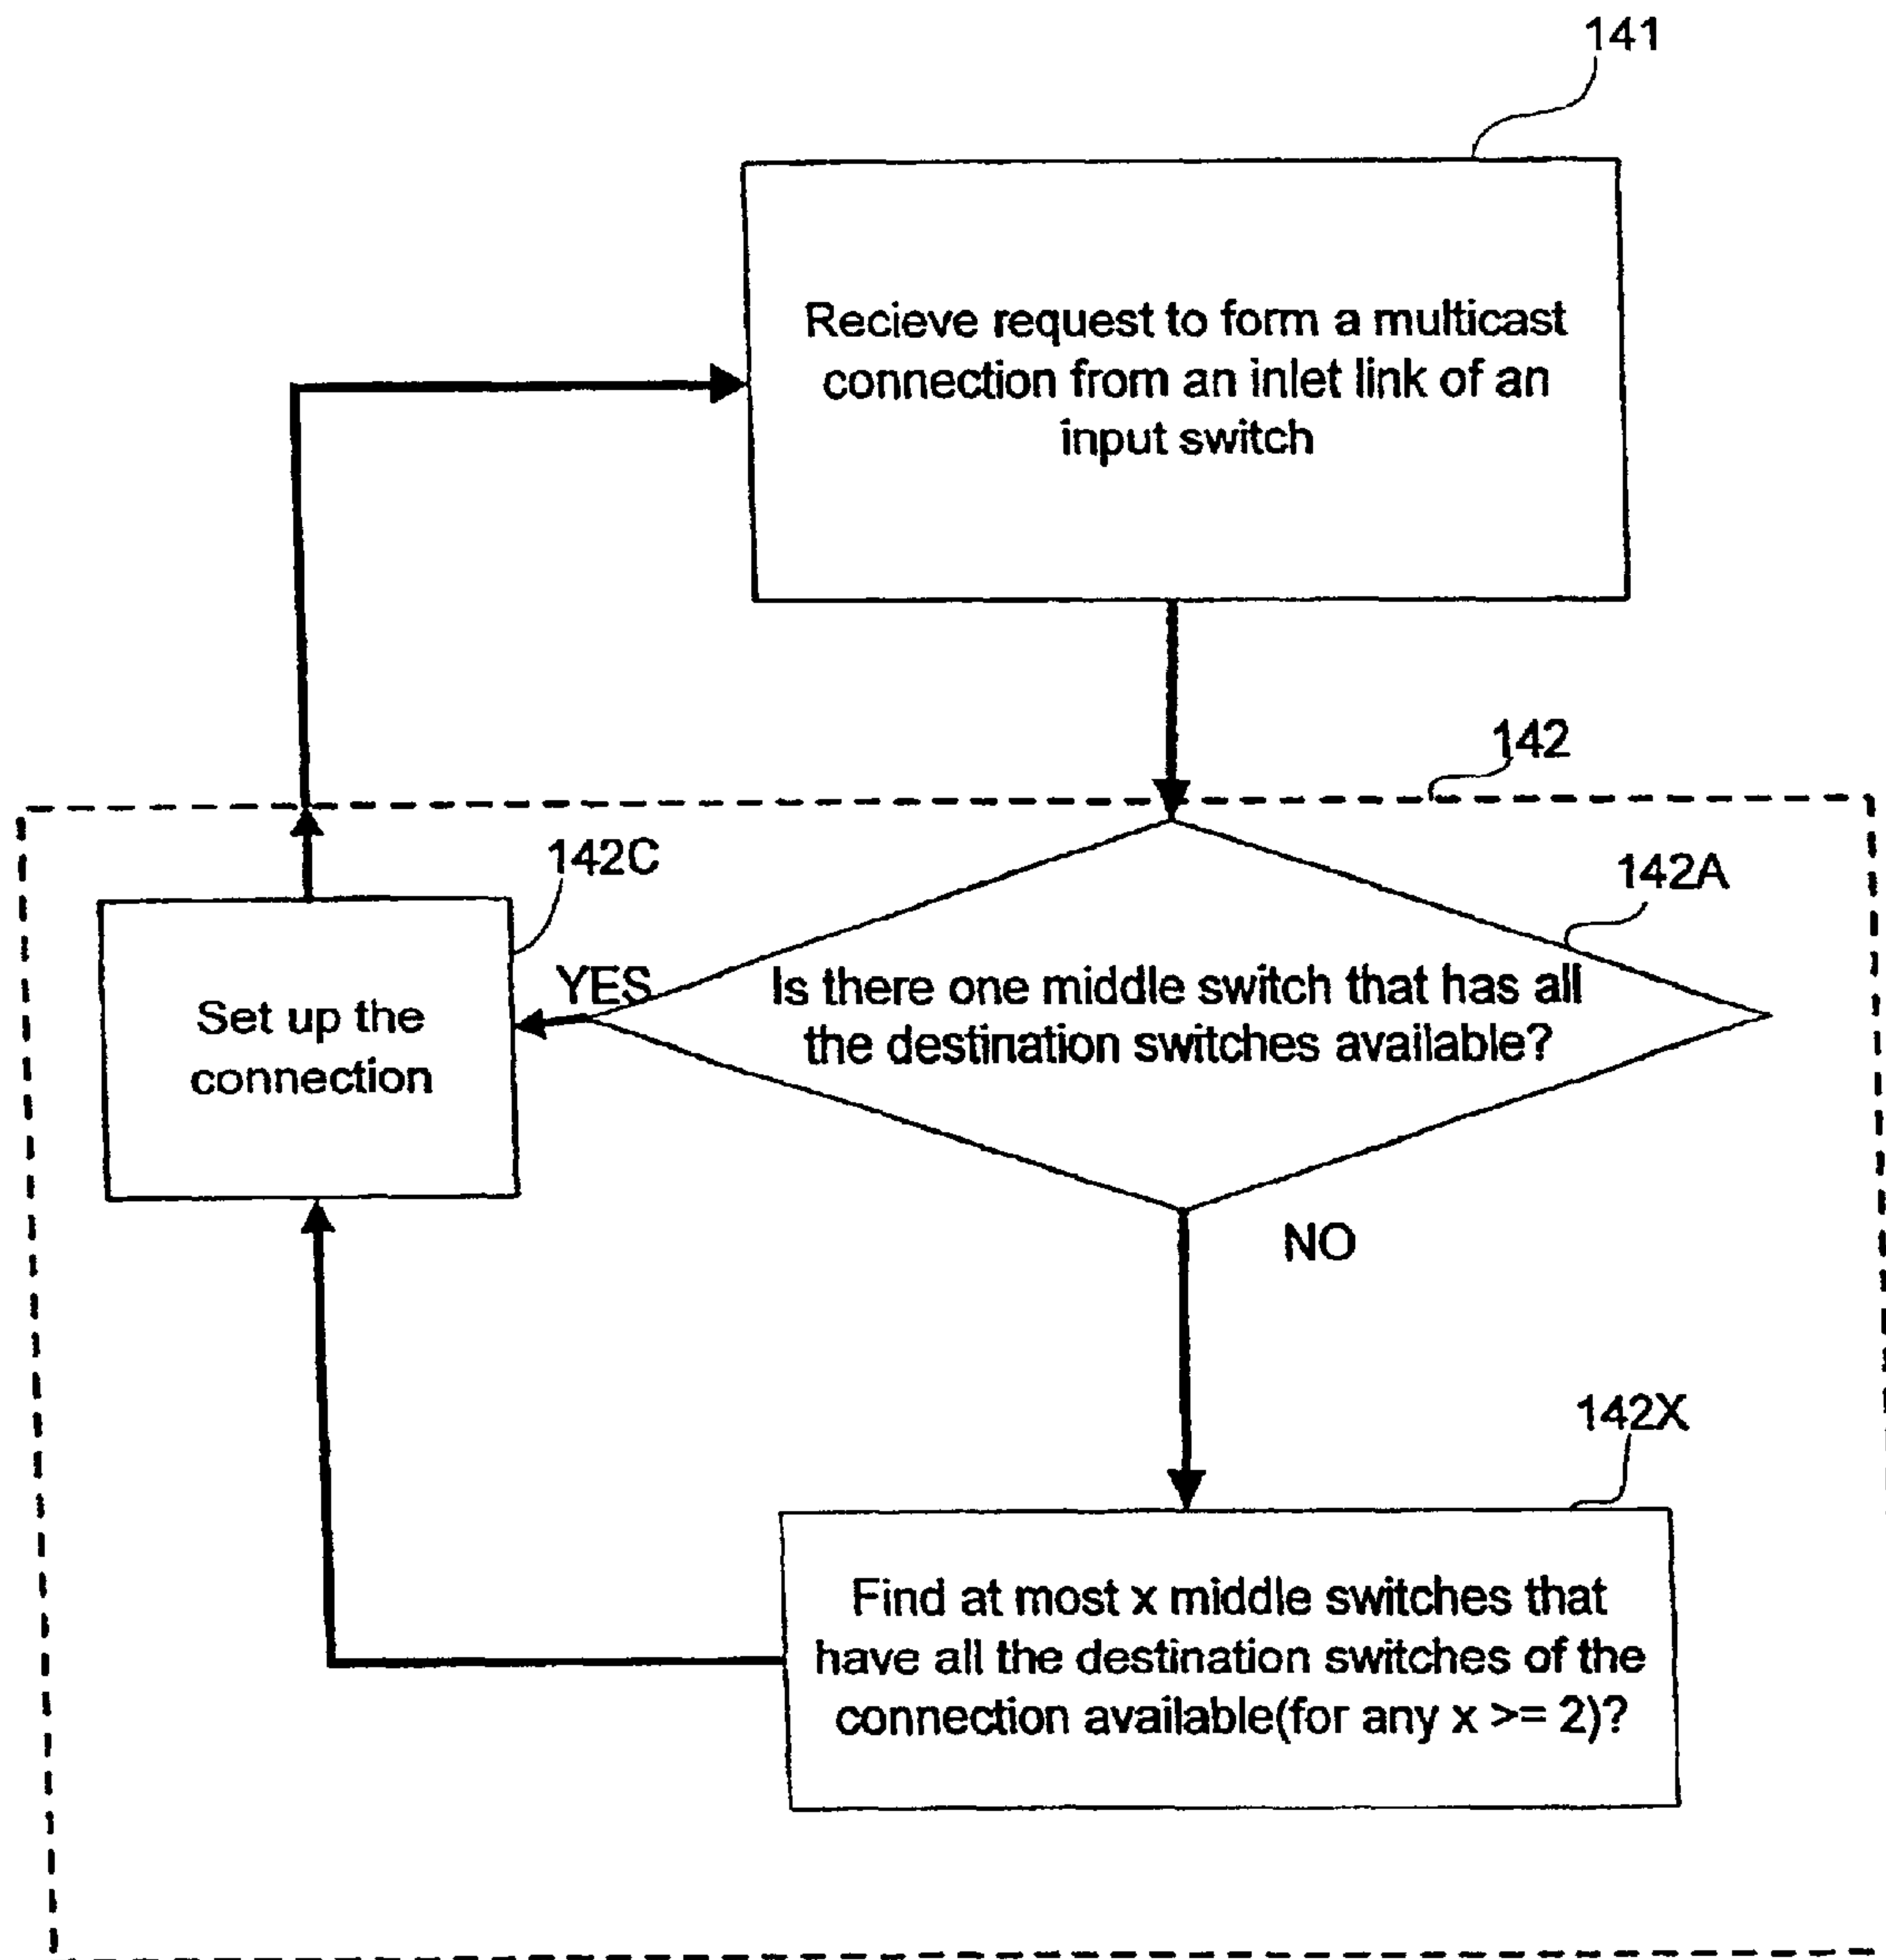 141
Recieve request to form a multicast
connection from an inlet link of an
input switch
142
142C
142A
YES
Is there one middle switch that has all
the destination switches available?
Set up the
connection
NO
142X
Find at most x middle switches that
have all the destination switches of the
connection available(for any x >= 2)?